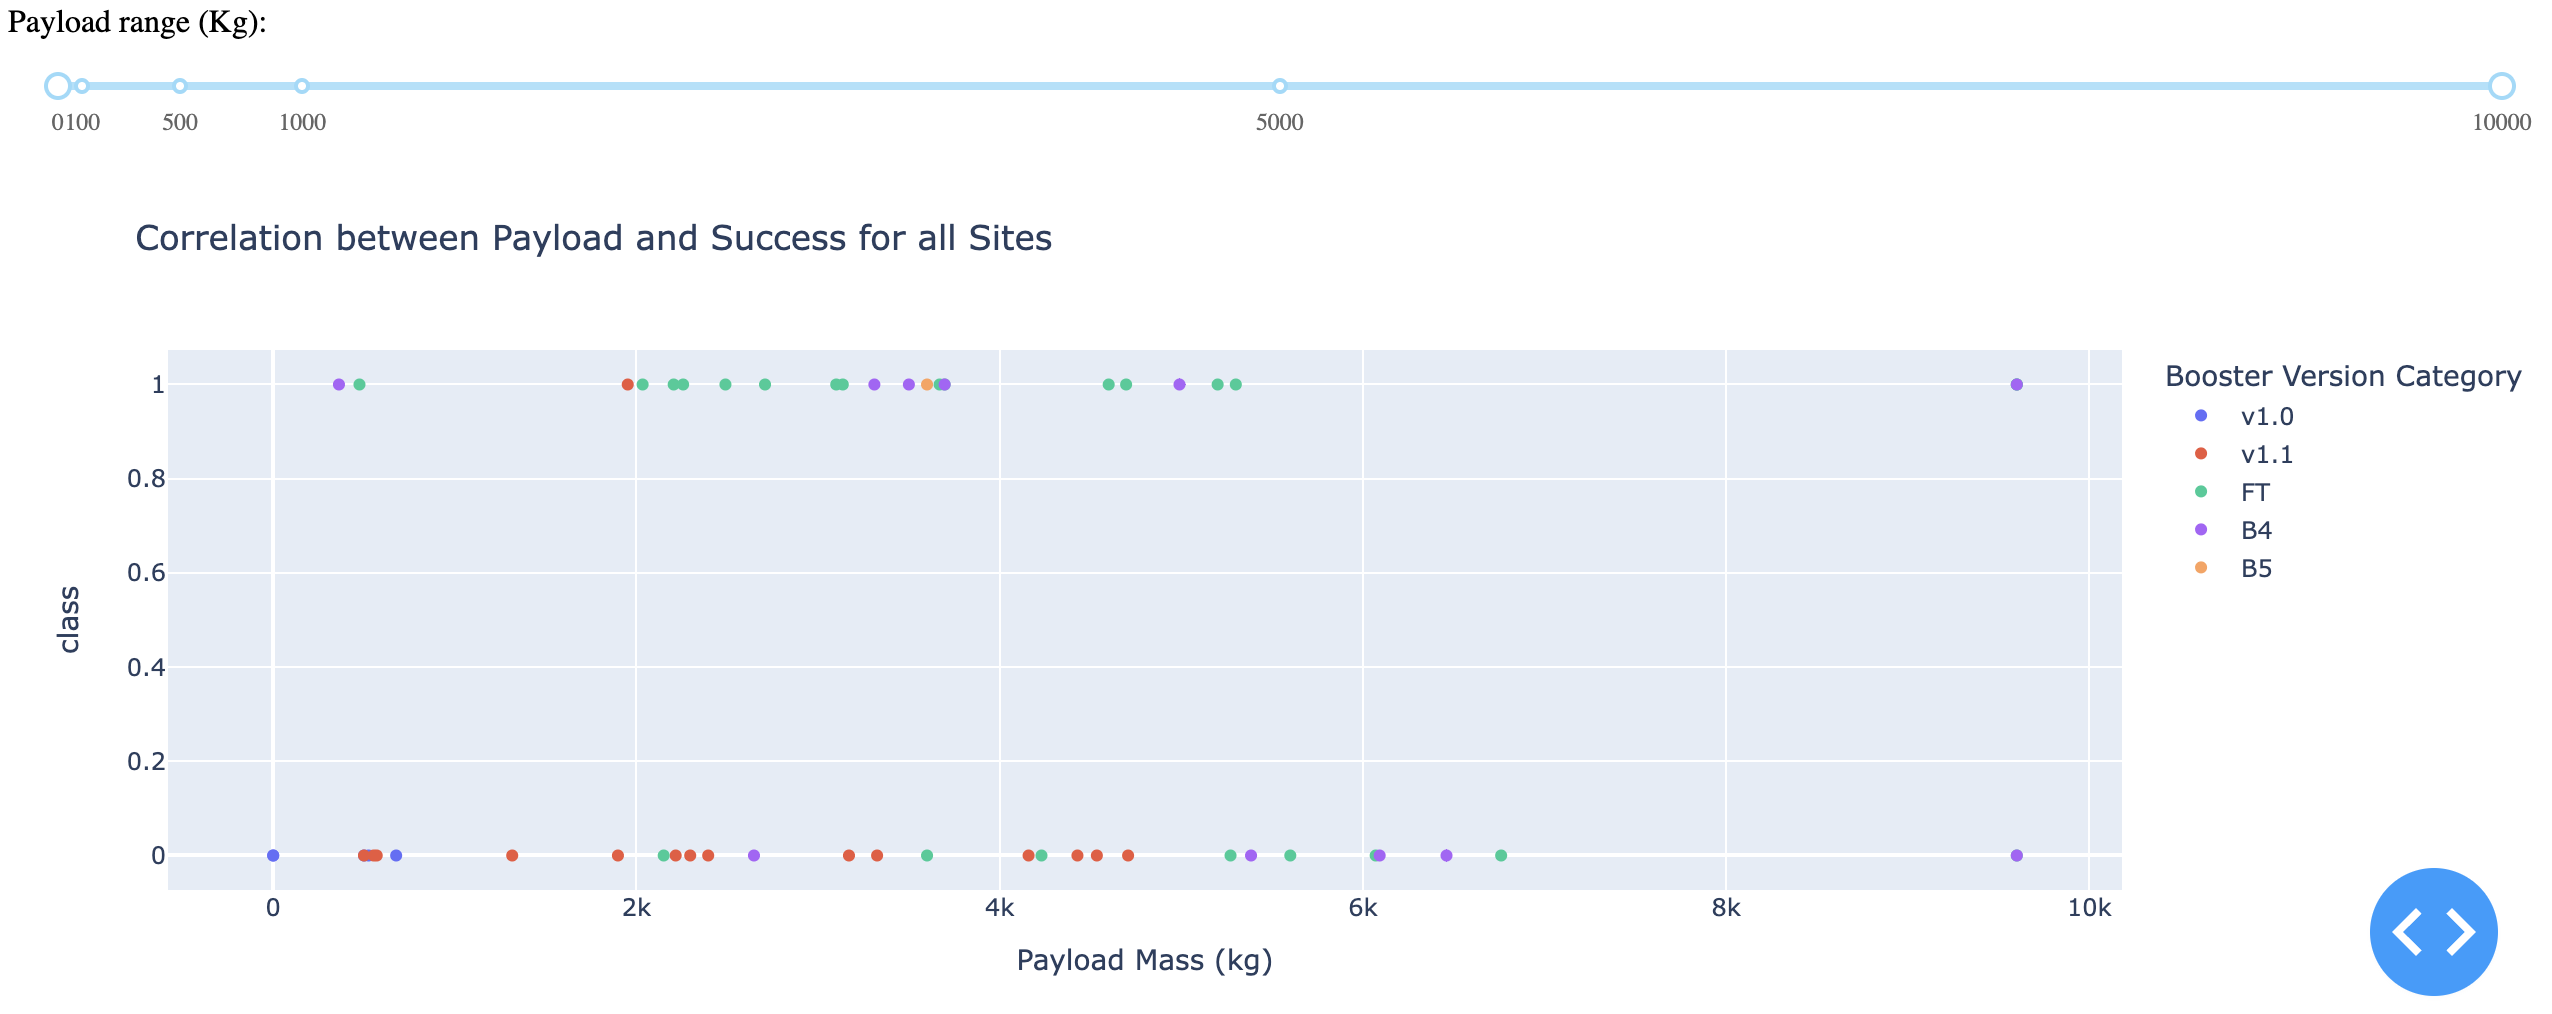 Payload range (Kg):
0 100 500 1000 5000 10000
Correlation between Payload and Success for all Sites
Booster Version Category
v1.0
v1.1
FT
B4
B5
1
0.8
0.6
0.4
0.2
0
class
0 2k 4k 6k 8k 10k
Payload Mass (kg)